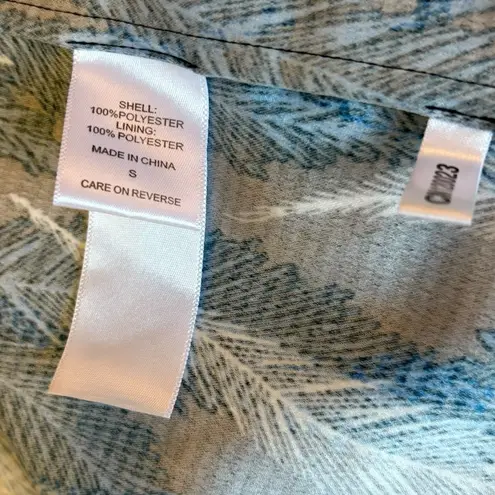 SHELL:
100%POLYESTER
LINING:
100% POLYESTER
MADE IN CHINA
S
CARE ON REVERSE